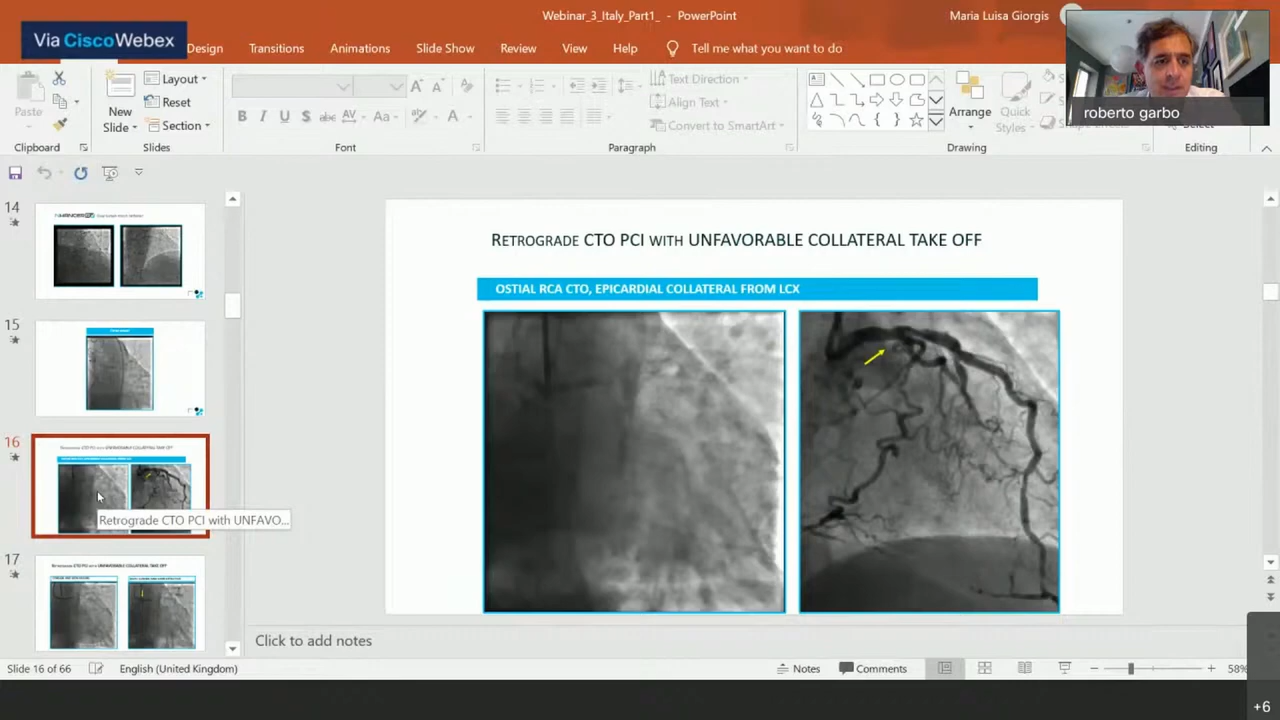 Webinar_3_Italy_Part1_ - PowerPoint
Maria Luisa Giorgis
Via CiscoWebex
Design Transitions Animations Slide Show Review View Help Tell me what you want to do
roberto garbo
Paste
New
Slide
Layout
Reset
Section
Text Direction
Align Text
Convert to SmartArt
Arrange
Quick
Styles
Clipboard
Slides
Font
Paragraph
Drawing
Editing
14
15
16
Retrograde CTO PCI with UNFAVO...
17
RETROGRADE CTO PCI WITH UNFAVORABLE COLLATERAL TAKE OFF
OSTIAL RCA CTO, EPICARDIAL COLLATERAL FROM LCX
Click to add notes
Slide 16 of 66
English (United Kingdom)
Notes
Comments
58%
+6